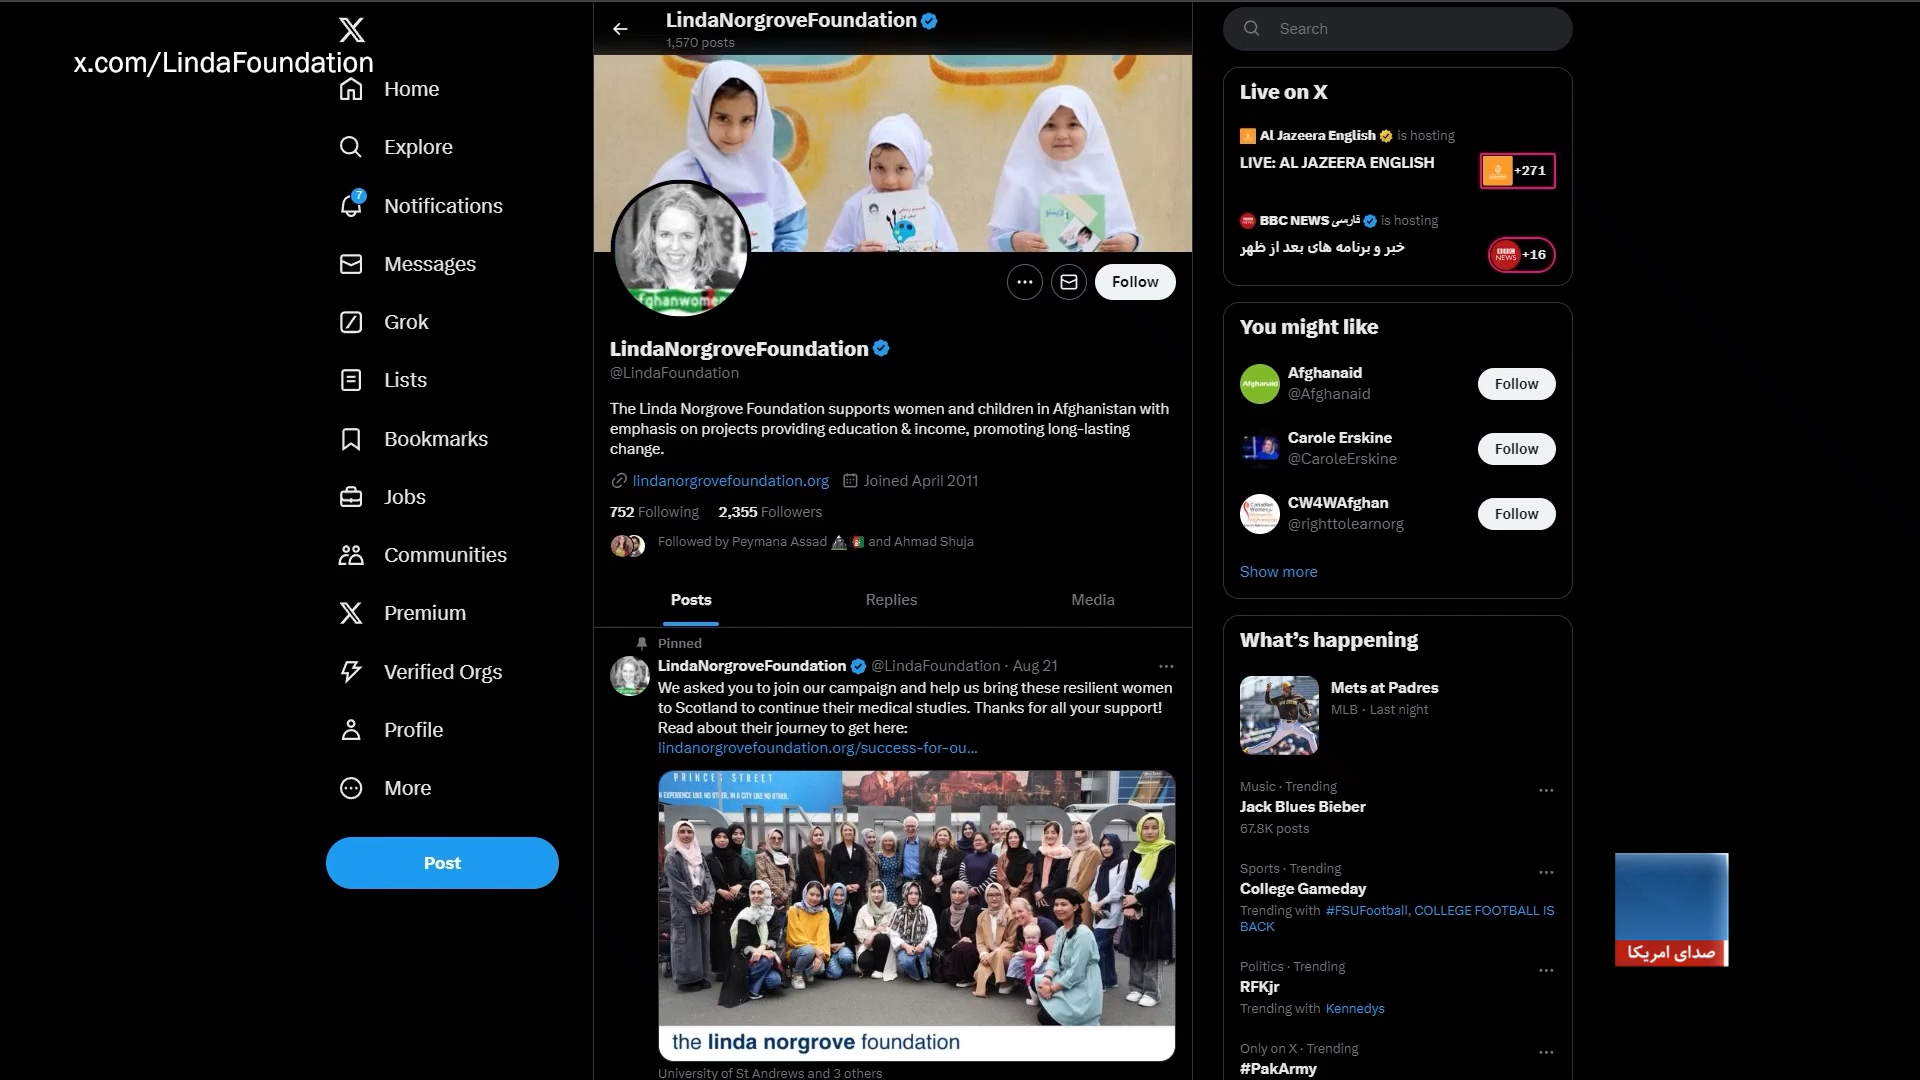 x.com/LindaFoundation
Home
Explore
7
Notifications
Messages
Grok
Lists
Bookmarks
Jobs
Communities
Premium
Verified Orgs
Profile
More
Post
LindaNorgroveFoundation
1,570 posts
fghanwomen
Follow
LindaNorgroveFoundation
@LindaFoundation
The Linda Norgrove Foundation supports women and children in Afghanistan with
emphasis on projects providing education & income, promoting long-lasting
change.
lindanorgrovefoundation.org Joined April 2011
752 Following 2,355 Followers
Followed by Peymana Assad and Ahmad Shuja
Posts Replies Media
Pinned
LindaNorgroveFoundation @LindaFoundation · Aug 21
We asked you to join our campaign and help us bring these resilient women
to Scotland to continue their medical studies. Thanks for all your support!
Read about their journey to get here:
lindanorgrovefoundation.org/success-for-ou...
PRINCES STREET
the linda norgrove foundation
University of St Andrews and 3 others
Search
Live on X
Al Jazeera English is hosting
LIVE: AL JAZEERA ENGLISH
+271
BBC NEWS فارسی is hosting
خبر و برنامه های بعد از ظهر
BBC
NEWS
+16
You might like
Afghanaid
Afghanaid
@Afghanaid
Follow
Carole Erskine
@CaroleErskine
Follow
CW4WAfghan
@righttolearnorg
Follow
Show more
What's happening
Mets at Padres
MLB · Last night
Music · Trending
Jack Blues Bieber
67.8K posts
Sports · Trending
College Gameday
Trending with #FSUFootball, COLLEGE FOOTBALL IS
BACK
Politics · Trending
RFKjr
Trending with Kennedys
Only on X · Trending
#PakArmy
صدای امریکا